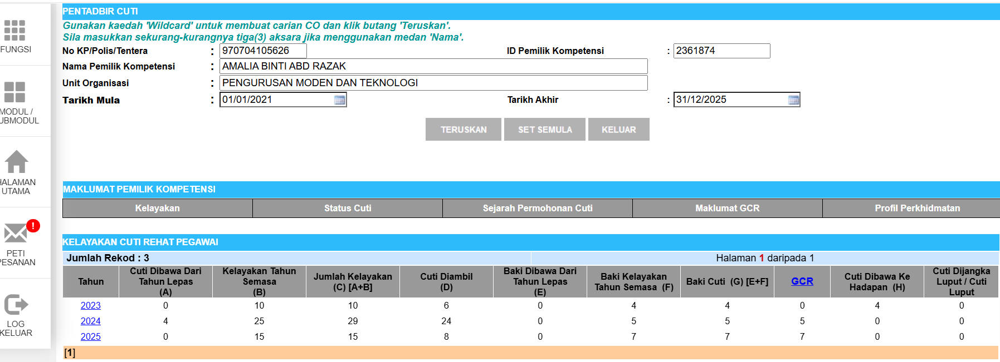 PENTADBIR CUTI
Gunakan kaedah 'Wildcard' untuk membuat carian CO dan klik butang 'Teruskan'.
Sila masukkan sekurang-kurangnya tiga(3) aksara jika menggunakan medan 'Nama'.
No KP/Polis/Tentera : 970704105626 ID Pemilik Kompetensi : 2361874
Nama Pemilik Kompetensi : AMALIA BINTI ABD RAZAK
Unit Organisasi : PENGURUSAN MODEN DAN TEKNOLOGI
Tarikh Mula : 01/01/2021 Tarikh Akhir : 31/12/2025
TERUSKAN SET SEMULA KELUAR
FUNGSI
MODUL /
UBMODUL
HALAMAN
UTAMA
!
PETI
PESANAN
LOG
KELUAR
MAKLUMAT PEMILIK KOMPETENSI
Kelayakan Status Cuti Sejarah Permohonan Cuti Maklumat GCR Profil Perkhidmatan
KELAYAKAN CUTI REHAT PEGAWAI
Jumlah Rekod : 3 Halaman 1 daripada 1
Tahun
Cuti Dibawa Dari
Tahun Lepas
(A)
Kelayakan Tahun
Semasa
(B)
Jumlah Kelayakan
(C) [A+B]
Cuti Diambil
(D)
Baki Dibawa Dari
Tahun Lepas
(E)
Baki Kelayakan
Tahun Semasa (F)
Baki Cuti (G) [E+F]
GCR
Cuti Dibawa Ke
Hadapan (H)
Cuti Dijangka
Luput / Cuti
Luput
2023 0 10 10 6 0 4 4 0 4 0
2024 4 25 29 24 0 5 5 5 0 0
2025 0 15 15 8 0 7 7 7 0 0
[1]